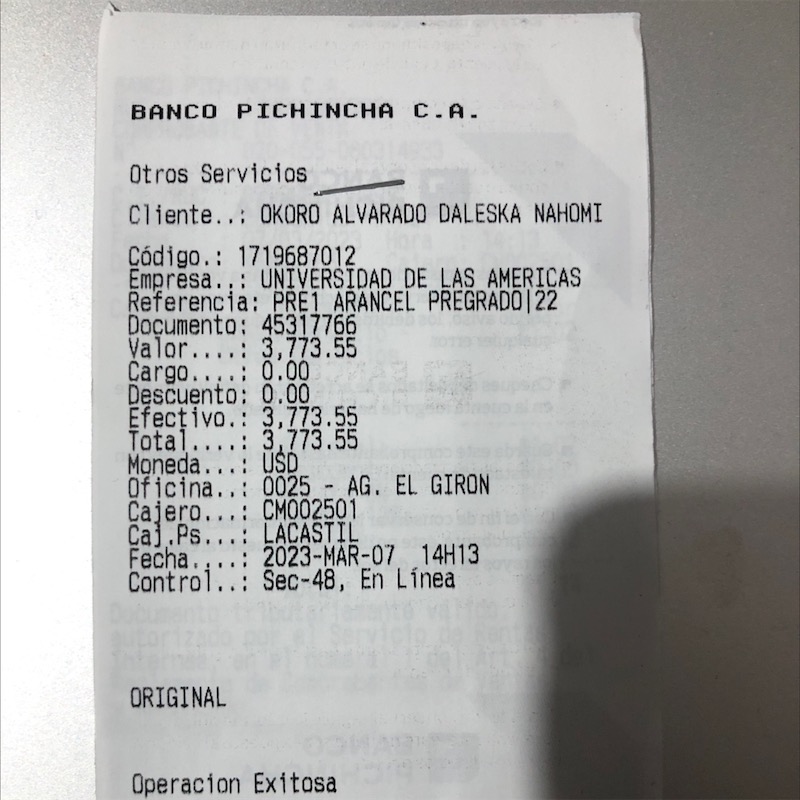 BANCO PICHINCHA C.A.
Otros Servicios
Cliente..: OKORO ALVARADO DALESKA NAHOMI
Código.: 1719687012
Empresa..: UNIVERSIDAD DE LAS AMERICAS
Referencia: PRE1 ARANCEL PREGRADO|22
Documento: 45317766
Valor....: 3,773.55
Cargo....: 0.00
Descuento: 0.00
Efectivo.: 3,773.55
Total....: 3,773.55
Moneda...: USD
Oficina..: 0025 - AG. EL GIRON
Cajero...: CM002501
Caj.Ps...: LACASTIL
Fecha....: 2023-MAR-07 14H13
Control..: Sec-48, En Línea
ORIGINAL
Operacion Exitosa